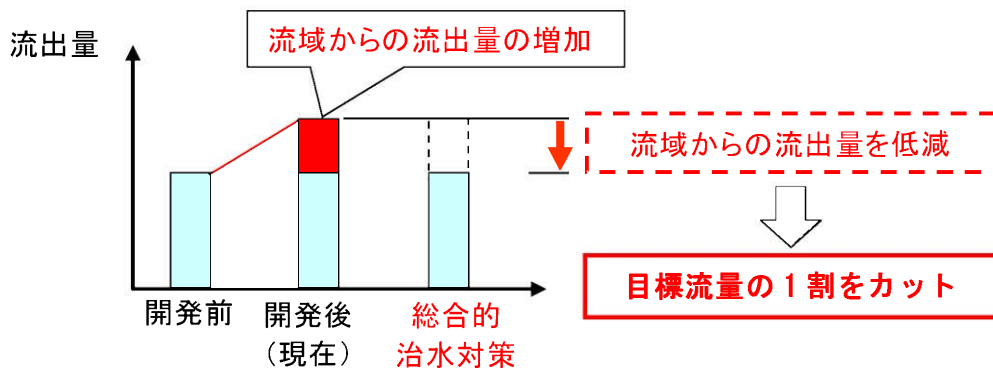 流出量
流域からの流出量の増加
流域からの流出量を低減
目標流量の1割をカット
開発前
開発後
(現在)
総合的
治水対策